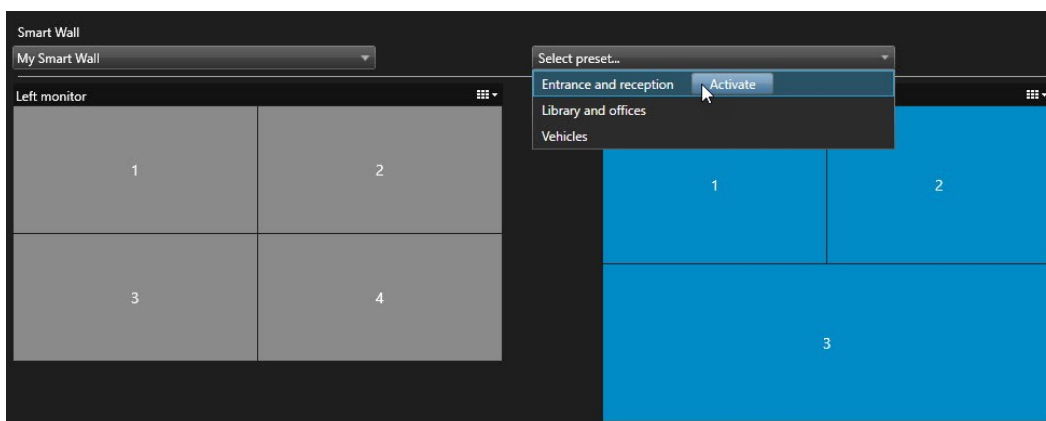 Smart Wall
My Smart Wall
Select preset...
Entrance and reception Activate
Library and offices
Vehicles
Left monitor
1 2
3 4
1 2
3